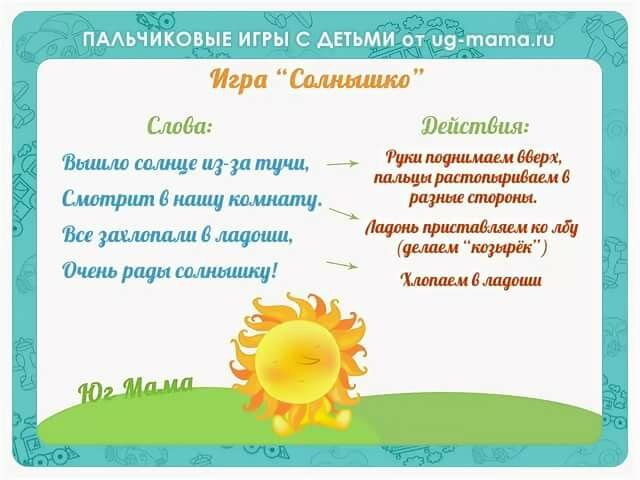 ПАЛЬЧИКОВЫЕ ИГРЫ С ДЕТЬМИ от ug-mama.ru
Игра "Солнышко"
Слова:
Вышло солнце из-за тучи,
Смотрит в нашу комнату.
Все захлопали в ладоши,
Очень рады солнышку!
Действия:
Руки поднимаем вверх,
пальцы растопыриваем в
разные стороны.
Ладонь приставляем ко лбу
(делаем "козырёк")
Хлопаем в ладоши
Юг Мама